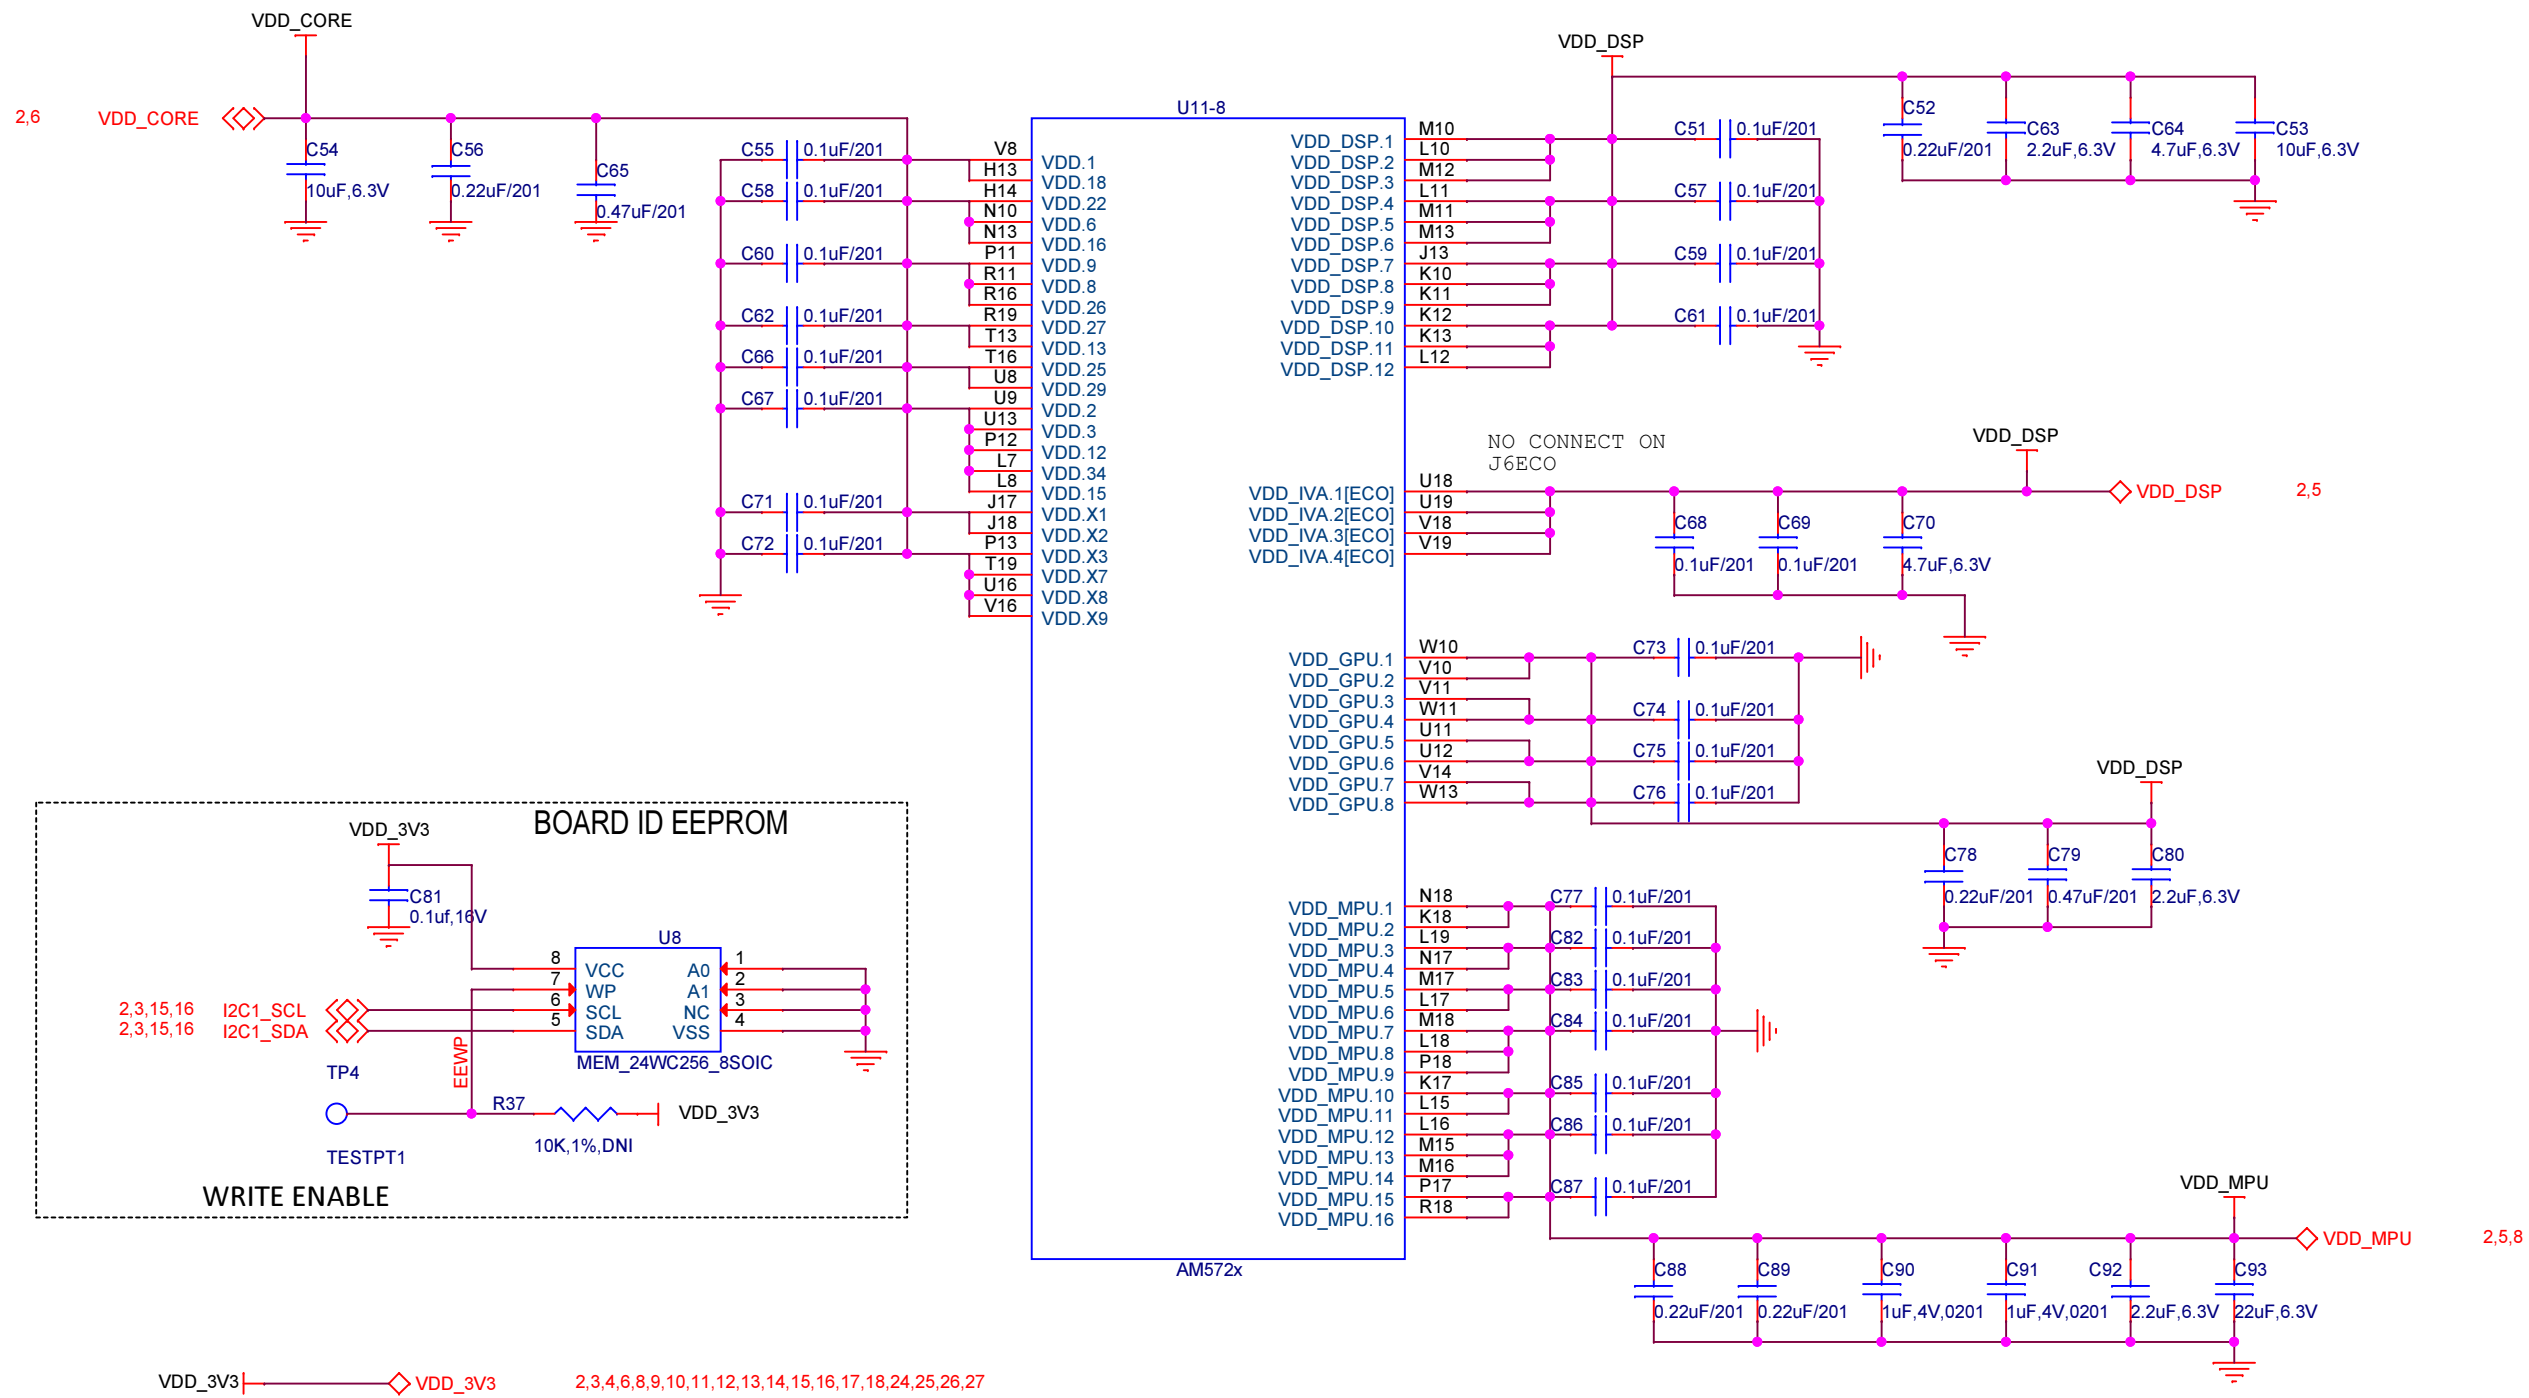 VDD_CORE
2,6 VDD_CORE
C54
10uF,6.3V
C56
0.22uF/201
C65
0.47uF/201
C55 0.1uF/201
C58 0.1uF/201
C60 0.1uF/201
C62 0.1uF/201
C66 0.1uF/201
C67 0.1uF/201
C71 0.1uF/201
C72 0.1uF/201
U11-8
V8 VDD.1
H13 VDD.18
H14 VDD.22
N10 VDD.6
N13 VDD.16
P11 VDD.9
R11 VDD.8
R16 VDD.26
R19 VDD.27
T13 VDD.13
T16 VDD.25
U8 VDD.29
U9 VDD.2
U13 VDD.3
P12 VDD.12
L7 VDD.34
L8 VDD.15
J17 VDD.X1
J18 VDD.X2
P13 VDD.X3
T19 VDD.X7
U16 VDD.X8
V16 VDD.X9
VDD_DSP.1 M10
VDD_DSP.2 L10
VDD_DSP.3 M12
VDD_DSP.4 L11
VDD_DSP.5 M11
VDD_DSP.6 M13
VDD_DSP.7 J13
VDD_DSP.8 K10
VDD_DSP.9 K11
VDD_DSP.10 K12
VDD_DSP.11 K13
VDD_DSP.12 L12
VDD_IVA.1[ECO] U18
VDD_IVA.2[ECO] U19
VDD_IVA.3[ECO] V18
VDD_IVA.4[ECO] V19
VDD_GPU.1 W10
VDD_GPU.2 V10
VDD_GPU.3 V11
VDD_GPU.4 W11
VDD_GPU.5 U11
VDD_GPU.6 U12
VDD_GPU.7 V14
VDD_GPU.8 W13
VDD_MPU.1 N18
VDD_MPU.2 K18
VDD_MPU.3 L19
VDD_MPU.4 N17
VDD_MPU.5 M17
VDD_MPU.6 L17
VDD_MPU.7 M18
VDD_MPU.8 L18
VDD_MPU.9 P18
VDD_MPU.10 K17
VDD_MPU.11 L15
VDD_MPU.12 L16
VDD_MPU.13 M15
VDD_MPU.14 M16
VDD_MPU.15 P17
VDD_MPU.16 R18
AM572x
VDD_DSP
C51 0.1uF/201
C57 0.1uF/201
C59 0.1uF/201
C61 0.1uF/201
C52
0.22uF/201
C63
2.2uF,6.3V
C64
4.7uF,6.3V
C53
10uF,6.3V
NO CONNECT ON
J6ECO
VDD_DSP
VDD_DSP 2,5
C68
0.1uF/201
C69
0.1uF/201
C70
4.7uF,6.3V
C73 0.1uF/201
C74 0.1uF/201
C75 0.1uF/201
C76 0.1uF/201
VDD_DSP
C78
0.22uF/201
C79
0.47uF/201
C80
2.2uF,6.3V
C77 0.1uF/201
C82 0.1uF/201
C83 0.1uF/201
C84 0.1uF/201
C85 0.1uF/201
C86 0.1uF/201
C87 0.1uF/201
VDD_MPU
VDD_MPU 2,5,8
C88
0.22uF/201
C89
0.22uF/201
C90
1uF,4V,0201
C91
1uF,4V,0201
C92
2.2uF,6.3V
C93
22uF,6.3V
BOARD ID EEPROM
VDD_3V3
C81
0.1uf,16V
U8
8 VCC A0 1
7 WP A1 2
6 SCL NC 3
5 SDA VSS 4
MEM_24WC256_8SOIC
2,3,15,16 I2C1_SCL
2,3,15,16 I2C1_SDA
EEWP
TP4
TESTPT1
R37
10K,1%,DNI
VDD_3V3
WRITE ENABLE
VDD_3V3 VDD_3V3 2,3,4,6,8,9,10,11,12,13,14,15,16,17,18,24,25,26,27